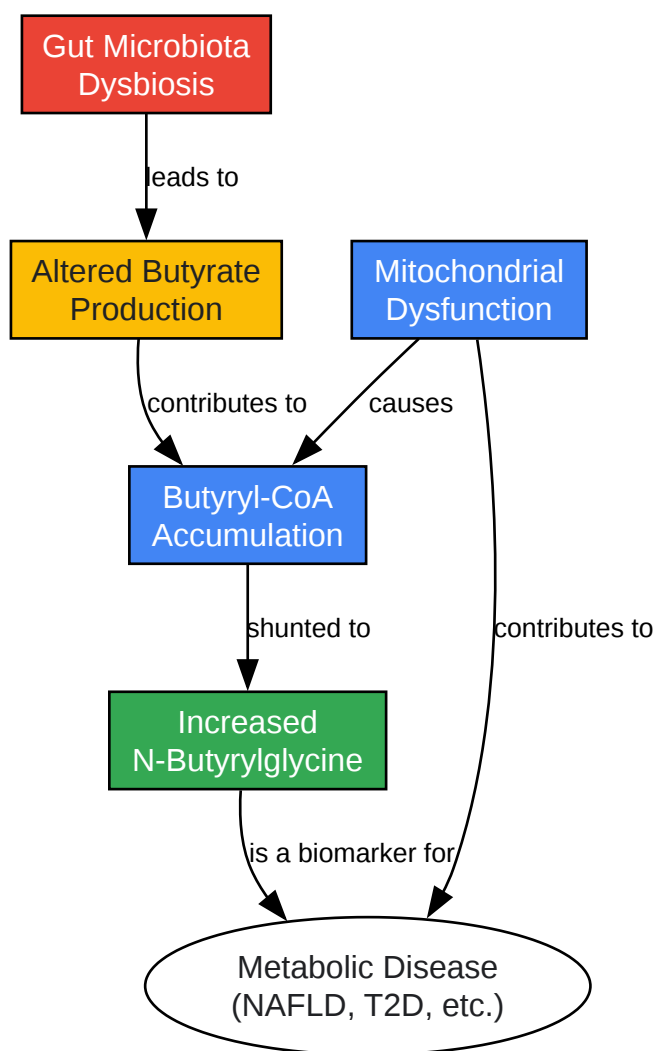 Gut Microbiota
Dysbiosis
leads to
Altered Butyrate
Production
Mitochondrial
Dysfunction
contributes to
causes
Butyryl-CoA
Accumulation
shunted to
contributes to
Increased
N-Butyrylglycine
is a biomarker for
Metabolic Disease
(NAFLD, T2D, etc.)